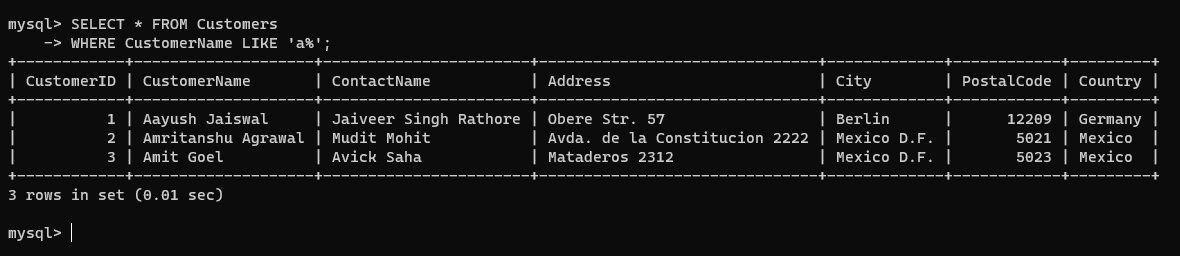 mysql> SELECT * FROM Customers
    -> WHERE CustomerName LIKE 'a%';
+------------+--------------------+----------------------+-------------------------------+-------------+------------+---------+
| CustomerID | CustomerName       | ContactName          | Address                       | City        | PostalCode | Country |
+------------+--------------------+----------------------+-------------------------------+-------------+------------+---------+
|          1 | Aayush Jaiswal     | Jaiveer Singh Rathore | Obere Str. 57                 | Berlin      |      12209 | Germany |
|          2 | Amritanshu Agrawal | Mudit Mohit          | Avda. de la Constitucion 2222 | Mexico D.F. |       5021 | Mexico  |
|          3 | Amit Goel          | Avick Saha           | Mataderos 2312                | Mexico D.F. |       5023 | Mexico  |
+------------+--------------------+----------------------+-------------------------------+-------------+------------+---------+
3 rows in set (0.01 sec)
mysql>